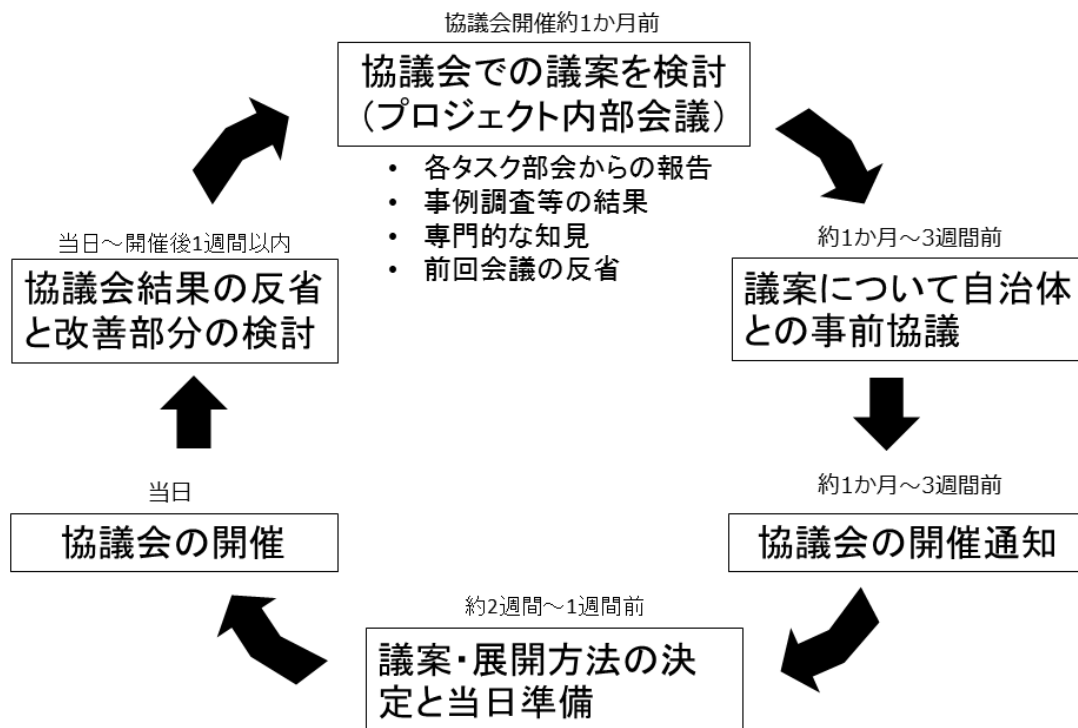 協議会開催約1か月前
協議会での議案を検討
（プロジェクト内部会議）
• 各タスク部会からの報告
• 事例調査等の結果
• 専門的な知見
• 前回会議の反省
約1か月～3週間前
議案について自治体
との事前協議
約1か月～3週間前
協議会の開催通知
約2週間～1週間前
議案・展開方法の決
定と当日準備
当日
協議会の開催
当日～開催後1週間以内
協議会結果の反省
と改善部分の検討